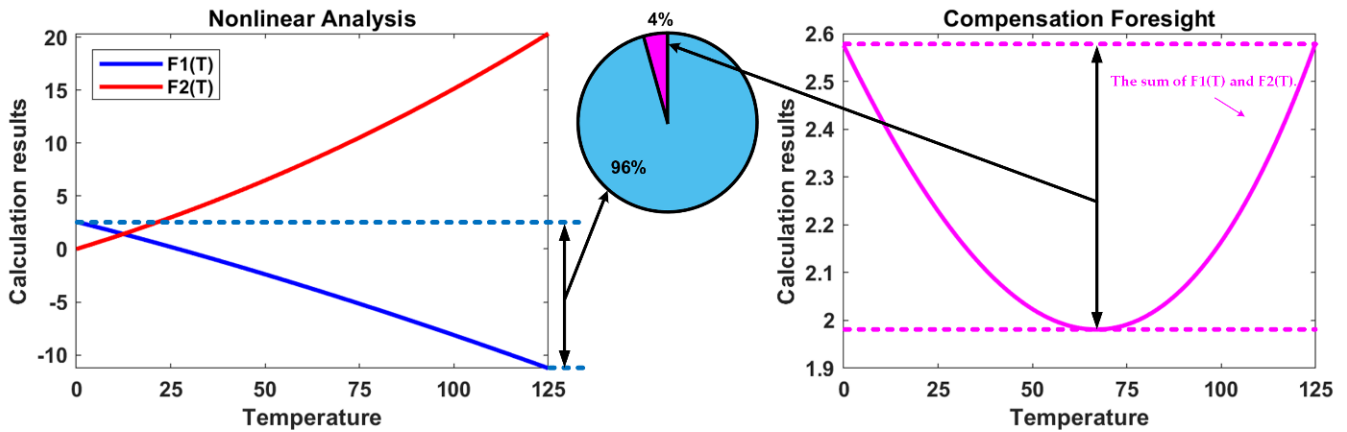 Nonlinear Analysis
Calculation results
20
15
10
5
0
-5
-10
F1(T)
F2(T)
0 25 50 75 100 125
Temperature
4%
96%
Compensation Foresight
Calculation results
2.6
2.5
2.4
2.3
2.2
2.1
2
1.9
The sum of F1(T) and F2(T).
0 25 50 75 100 125
Temperature